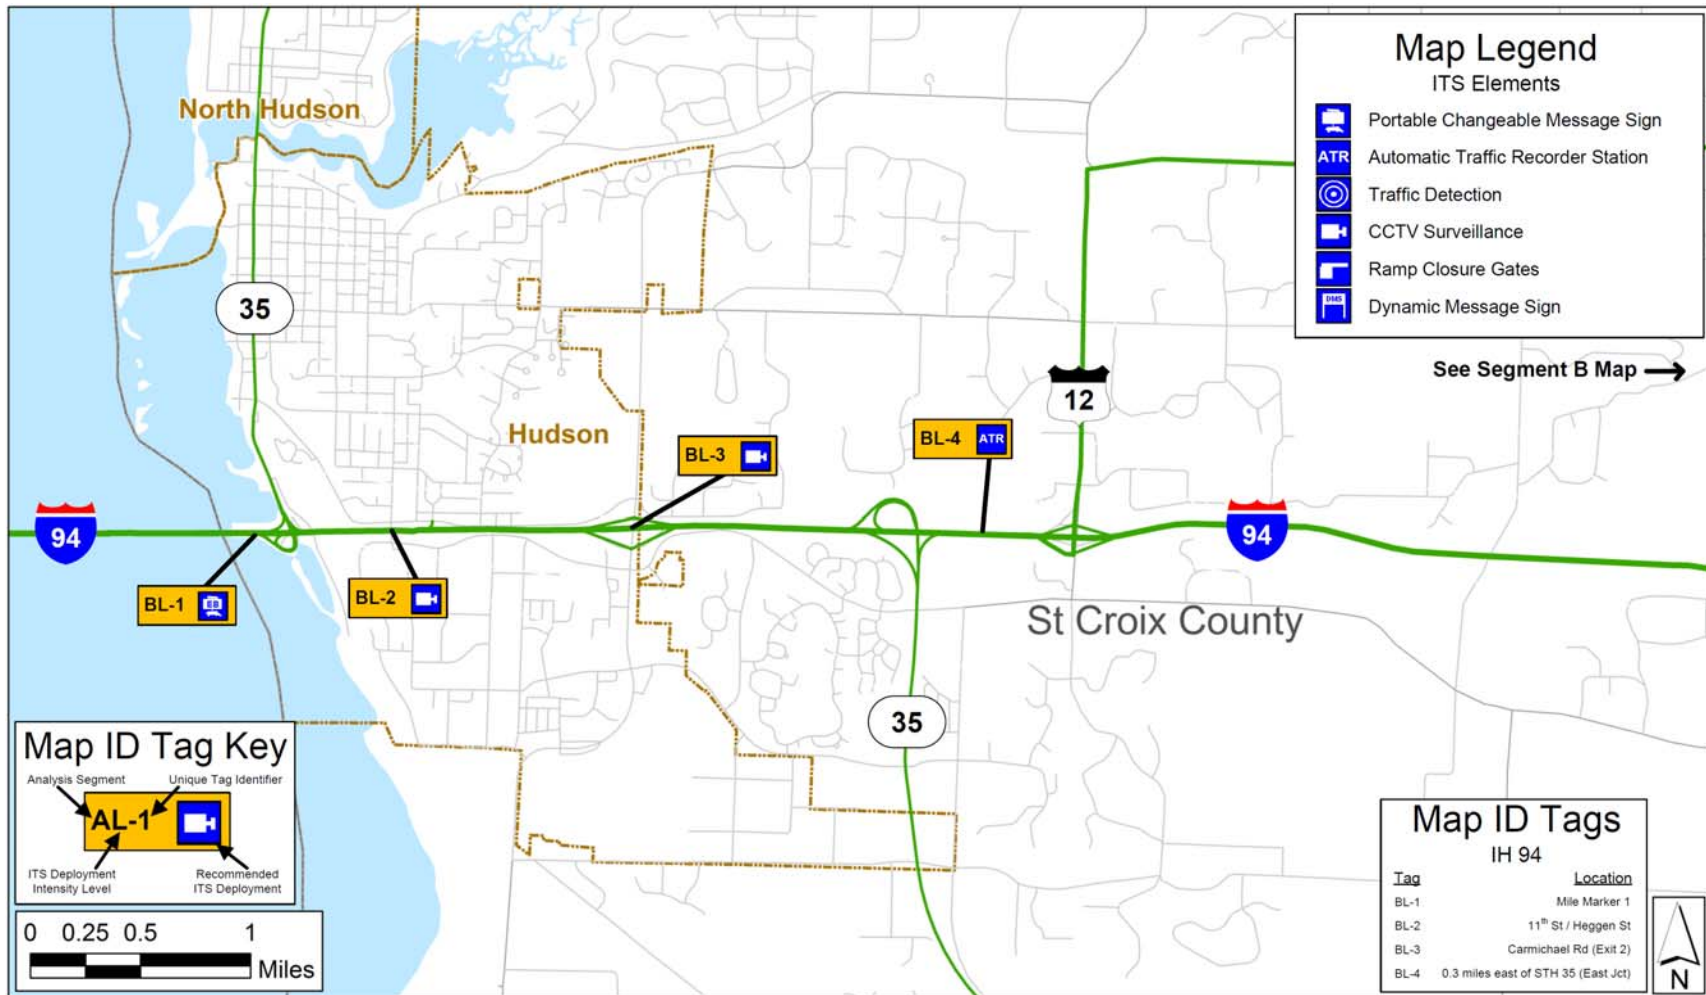 Map Legend
ITS Elements
Portable Changeable Message Sign
ATR Automatic Traffic Recorder Station
Traffic Detection
CCTV Surveillance
Ramp Closure Gates
DMS Dynamic Message Sign
North Hudson
35
See Segment B Map
12
Hudson
BL-3
BL-4 ATR
94
94
BL-1
BL-2
St Croix County
35
Map ID Tag Key
Analysis Segment Unique Tag Identifier
AL-1
ITS Deployment
Intensity Level
Recommended
ITS Deployment
0 0.25 0.5 1
Miles
Map ID Tags
IH 94
Tag Location
BL-1 Mile Marker 1
BL-2 11th St / Heggen St
BL-3 Carmichael Rd (Exit 2)
BL-4 0.3 miles east of STH 35 (East Jct)
N